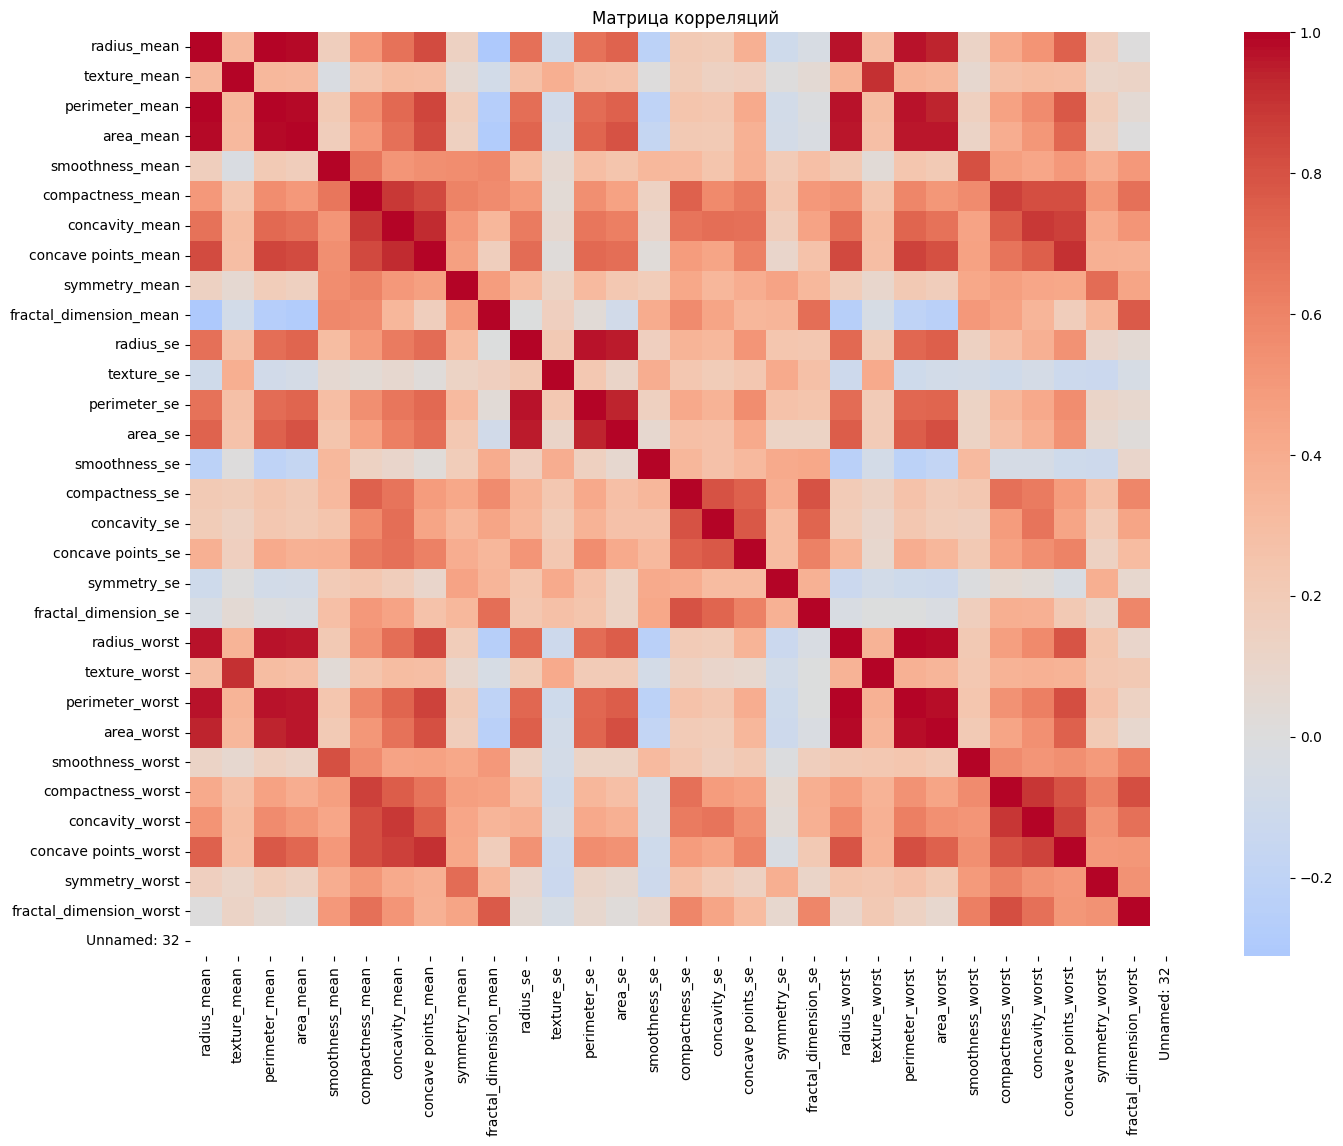 Матрица корреляций
radius_mean
texture_mean
perimeter_mean
area_mean
smoothness_mean
compactness_mean
concavity_mean
concave points_mean
symmetry_mean
fractal_dimension_mean
radius_se
texture_se
perimeter_se
area_se
smoothness_se
compactness_se
concavity_se
concave points_se
symmetry_se
fractal_dimension_se
radius_worst
texture_worst
perimeter_worst
area_worst
smoothness_worst
compactness_worst
concavity_worst
concave points_worst
symmetry_worst
fractal_dimension_worst
Unnamed: 32
radius_mean
texture_mean
perimeter_mean
area_mean
smoothness_mean
compactness_mean
concavity_mean
concave points_mean
symmetry_mean
fractal_dimension_mean
radius_se
texture_se
perimeter_se
area_se
smoothness_se
compactness_se
concavity_se
concave points_se
symmetry_se
fractal_dimension_se
radius_worst
texture_worst
perimeter_worst
area_worst
smoothness_worst
compactness_worst
concavity_worst
concave points_worst
symmetry_worst
fractal_dimension_worst
Unnamed: 32
1.0
0.8
0.6
0.4
0.2
0.0
−0.2